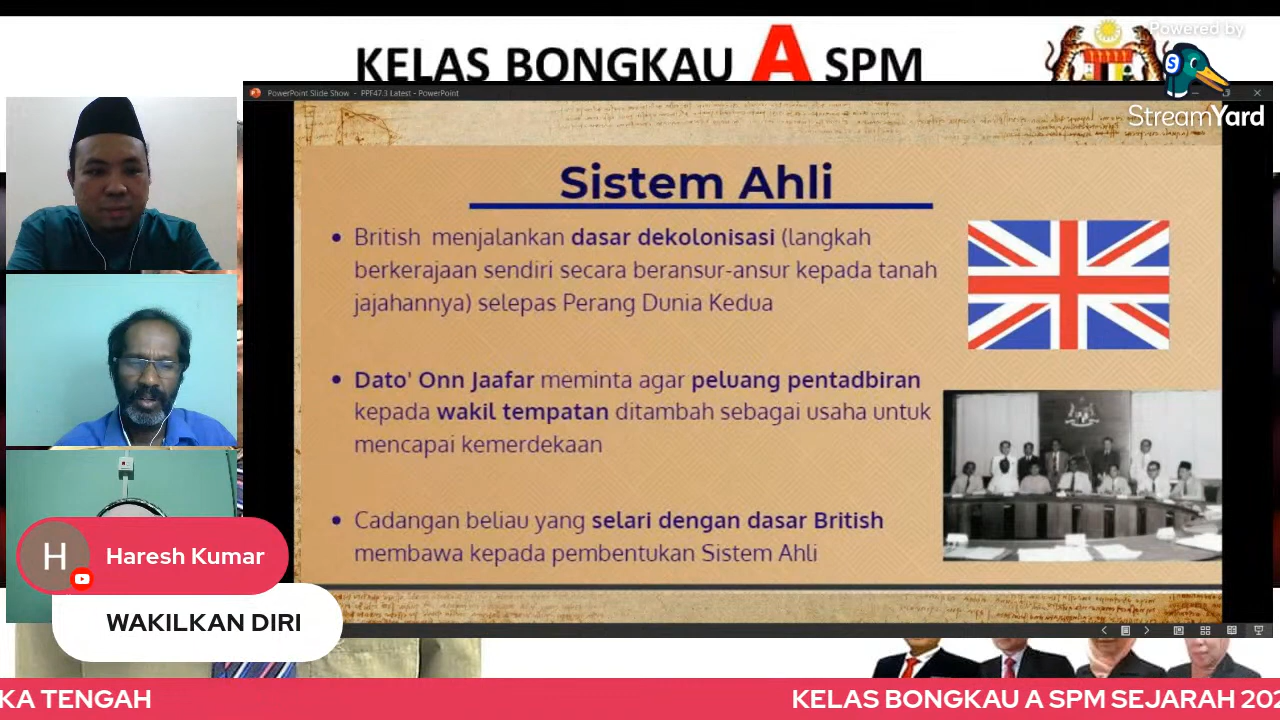 Powered by
KELAS BONGKAU A SPM
StreamYard
PowerPoint Slide Show - PPF47.3 Latest - PowerPoint
Sistem Ahli
• British menjalankan dasar dekolonisasi (langkah
berkerajaan sendiri secara beransur-ansur kepada tanah
jajahannya) selepas Perang Dunia Kedua
• Dato' Onn Jaafar meminta agar peluang pentadbiran
kepada wakil tempatan ditambah sebagai usaha untuk
mencapai kemerdekaan
• Cadangan beliau yang selari dengan dasar British
membawa kepada pembentukan Sistem Ahli
H
Haresh Kumar
WAKILKAN DIRI
KA TENGAH
KELAS BONGKAU A SPM SEJARAH 202